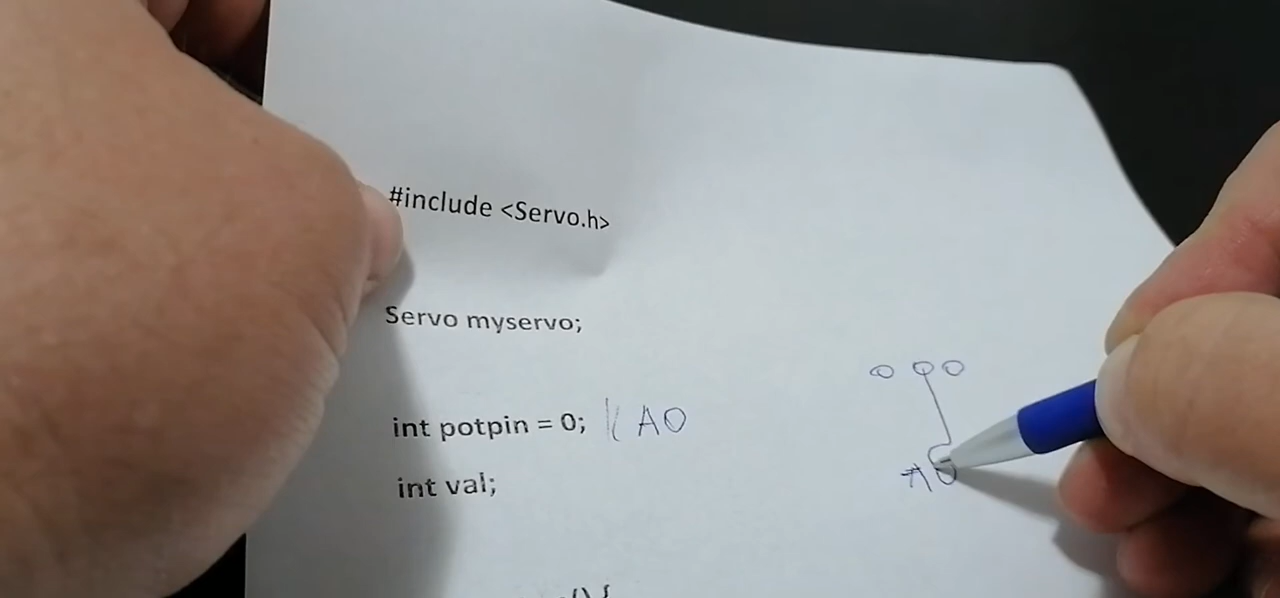 #include <Servo.h>
Servo myservo;
int potpin = 0; // A0
int val;
A0
() {